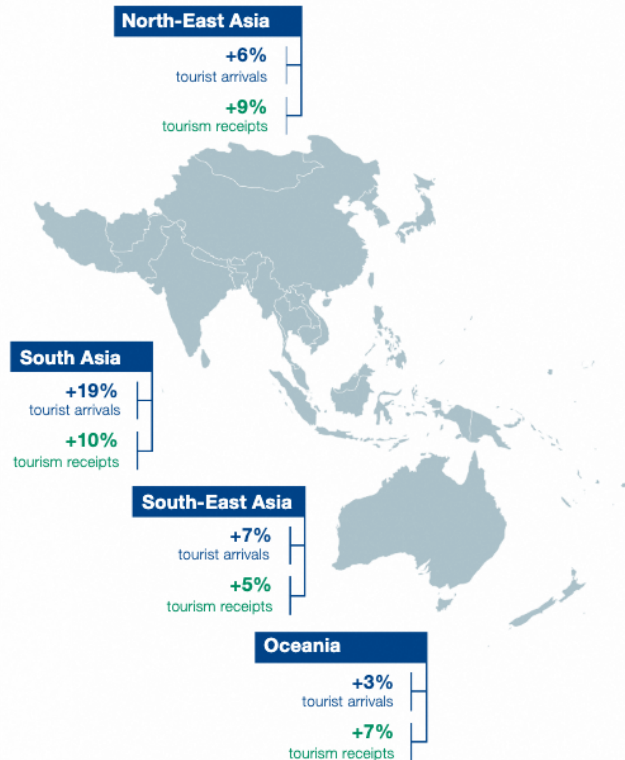 North-East Asia
+6%
tourist arrivals
+9%
tourism receipts
South Asia
+19%
tourist arrivals
+10%
tourism receipts
South-East Asia
+7%
tourist arrivals
+5%
tourism receipts
Oceania
+3%
tourist arrivals
+7%
tourism receipts